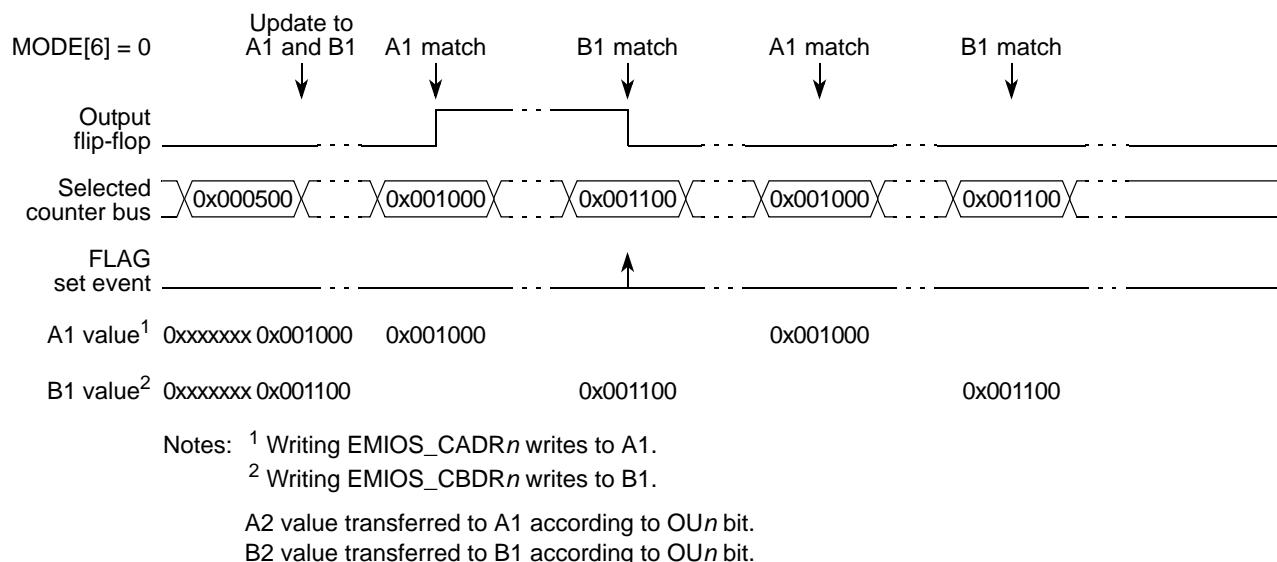 Update to
MODE[6] = 0 A1 and B1 A1 match B1 match A1 match B1 match
Output
flip-flop
Selected
counter bus 0x000500 0x001000 0x001100 0x001000 0x001100
FLAG
set event
A1 value1 0xxxxxxx 0x001000 0x001000 0x001000
B1 value2 0xxxxxxx 0x001100 0x001100 0x001100
Notes: 1 Writing EMIOS_CADRn writes to A1.
2 Writing EMIOS_CBDRn writes to B1.
A2 value transferred to A1 according to OUn bit.
B2 value transferred to B1 according to OUn bit.